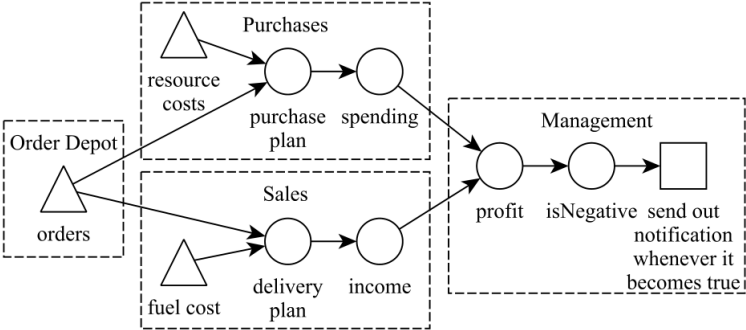 Purchases
resource
costs
purchase
plan
spending
Order Depot
orders
Sales
fuel cost
delivery
plan
income
Management
profit
isNegative
send out
notification
whenever it
becomes true